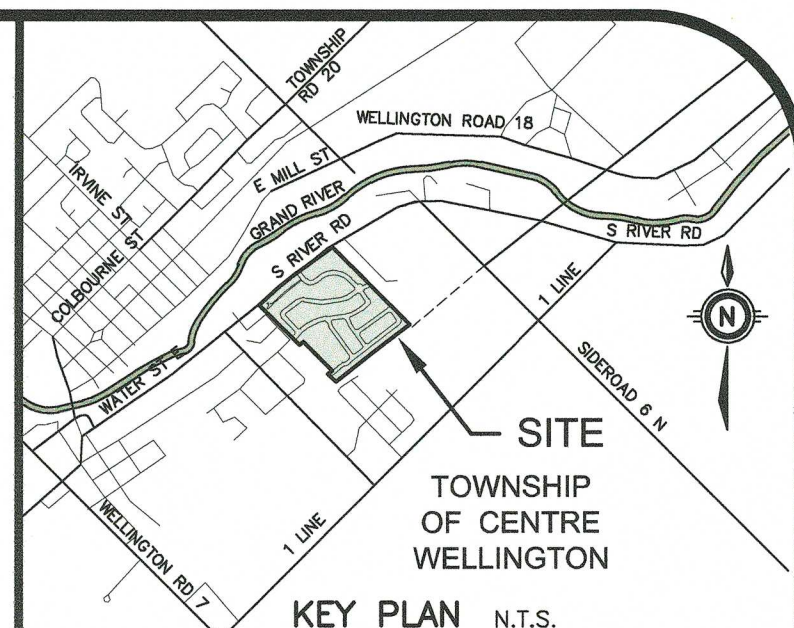 TOWNSHIP
RD 20
WELLINGTON ROAD 18
E MILL ST
IRVINE ST
COLBOURNE ST
GRAND RIVER
S RIVER RD
S RIVER RD
1 LINE
N
WATER ST E
SIDEROAD 6 N
SITE
TOWNSHIP
OF CENTRE
WELLINGTON
WELLINGTON RD 7
1 LINE
KEY PLAN N.T.S.